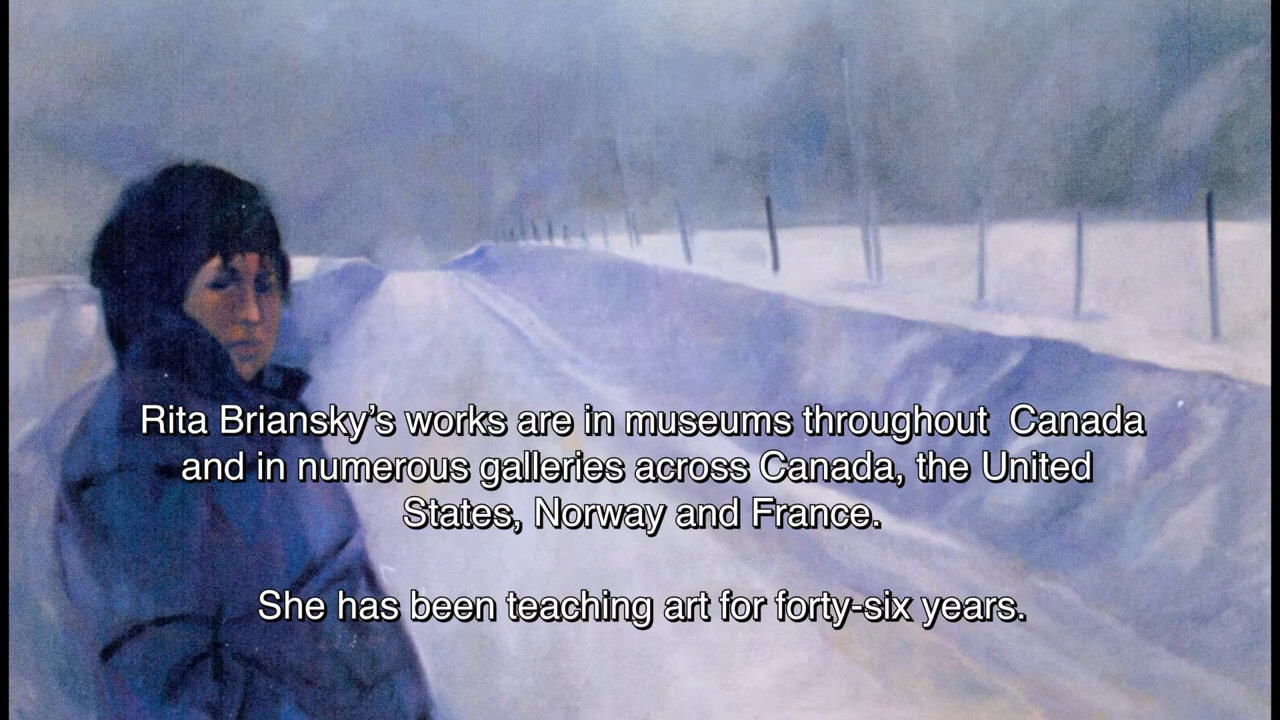 Rita Briansky’s works are in museums throughout  Canada
and in numerous galleries across Canada, the United
States, Norway and France.
She has been teaching art for forty-six years.